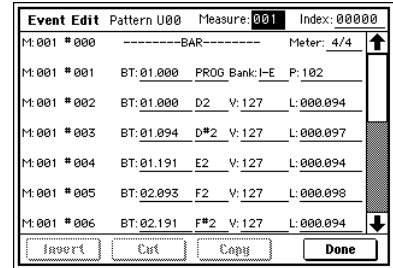 Event Edit Pattern U00 Measure:001 Index:00000
M:001 #000 --------BAR-------- Meter: 4/4
M:001 #001 BT:01.000 PROG Bank:I-E P:102
M:001 #002 BT:01.000 D2 V:127 L:000.094
M:001 #003 BT:01.094 D#2 V:127 L:000.097
M:001 #004 BT:01.191 E2 V:127 L:000.094
M:001 #005 BT:02.093 F2 V:127 L:000.098
M:001 #006 BT:02.191 F#2 V:127 L:000.094
Insert Cut Copy Done